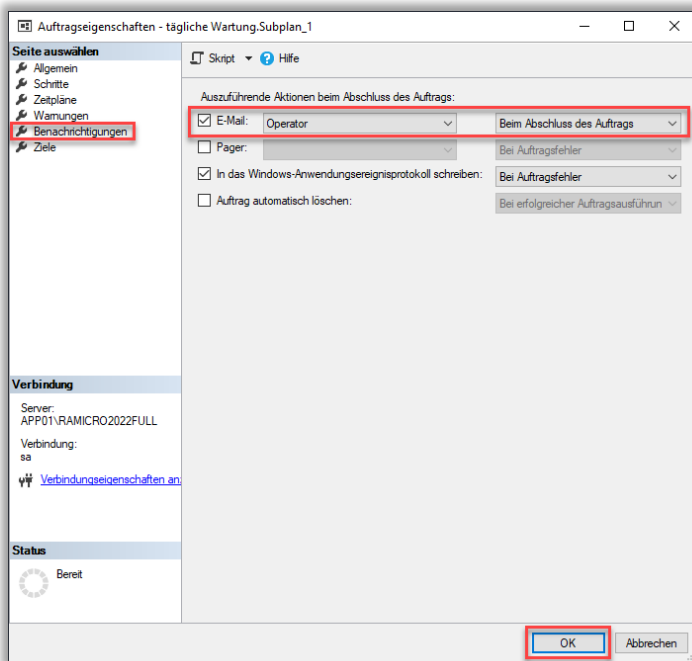 Auftragseigenschaften - tägliche Wartung.Subplan_1
Seite auswählen
Allgemein
Schritte
Zeitpläne
Warnungen
Benachrichtigungen
Ziele
Skript
Hilfe
Auszuführende Aktionen beim Abschluss des Auftrags:
E-Mail: Operator Beim Abschluss des Auftrags
Pager: Bei Auftragsfehler
In das Windows-Anwendungsereignisprotokoll schreiben: Bei Auftragsfehler
Auftrag automatisch löschen: Bei erfolgreicher Auftragsausführun
Verbindung
Server:
APP01\RAMICRO2022FULL
Verbindung:
sa
Verbindungseigenschaften an
Status
Bereit
OK Abbrechen